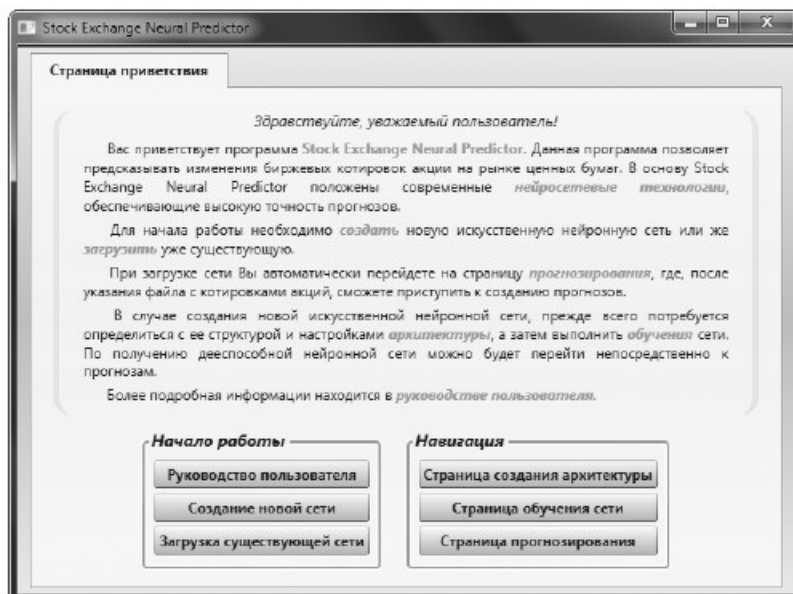 Stock Exchange Neural Predictor
Страница приветствия
Здравствуйте, уважаемый пользователь!
Вас приветствует программа Stock Exchange Neural Predictor. Данная программа позволяет
предсказывать изменения биржевых котировок акции на рынке ценных бумаг. В основу Stock
Exchange Neural Predictor положены современные нейросетевые технологии,
обеспечивающие высокую точность прогнозов.
Для начала работы необходимо создать новую искусственную нейронную сеть или же
загрузить уже существующую.
При загрузке сети Вы автоматически перейдете на страницу прогнозирования, где, после
указания файла с котировками акций, сможете приступить к созданию прогнозов.
В случае создания новой искусственной нейронной сети, прежде всего потребуется
определиться с ее структурой и настройками архитектуры, а затем выполнить обучения сети.
По получению дееспособной нейронной сети можно будет перейти непосредственно к
прогнозам.
Более подробная информации находится в руководстве пользователя.
Начало работы
Руководство пользователя
Создание новой сети
Загрузка существующей сети
Навигация
Страница создания архитектуры
Страница обучения сети
Страница прогнозирования